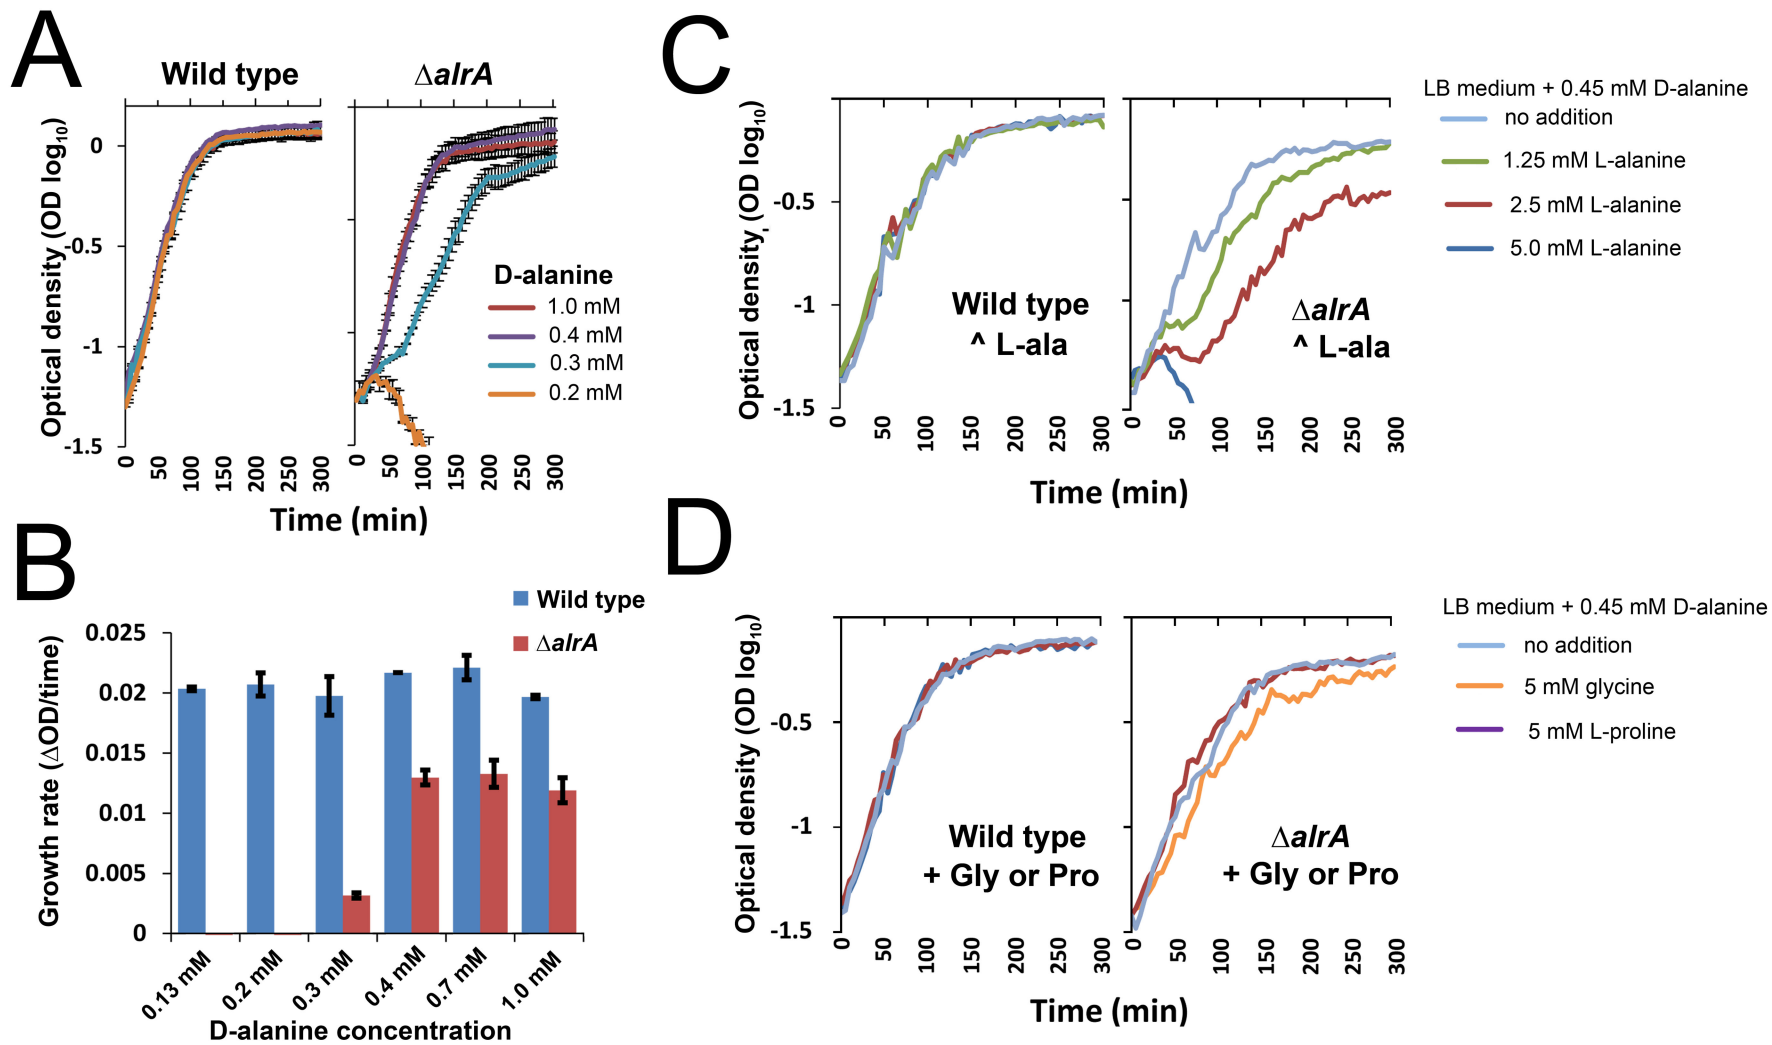 A
Wild type
ΔalrA
Optical density (OD log10)
0
-0.5
-1
-1.5
0 50 100 150 200 250 300
0 50 100 150 200 250 300
Time (min)
D-alanine
1.0 mM
0.4 mM
0.3 mM
0.2 mM
B
Wild type
ΔalrA
Growth rate (ΔOD/time)
0.025
0.02
0.015
0.01
0.005
0
0.13 mM
0.2 mM
0.3 mM
0.4 mM
0.7 mM
1.0 mM
D-alanine concentration
C
Optical density, (OD log10)
-0.5
-1
-1.5
Wild type
^ L-ala
ΔalrA
^ L-ala
0 50 100 150 200 250 300
0 50 100 150 200 250 300
Time (min)
LB medium + 0.45 mM D-alanine
no addition
1.25 mM L-alanine
2.5 mM L-alanine
5.0 mM L-alanine
D
Optical density (OD log10)
-0.5
-1
-1.5
Wild type
+ Gly or Pro
ΔalrA
+ Gly or Pro
0 50 100 150 200 250 300
0 50 100 150 200 250 300
Time (min)
LB medium + 0.45 mM D-alanine
no addition
5 mM glycine
5 mM L-proline